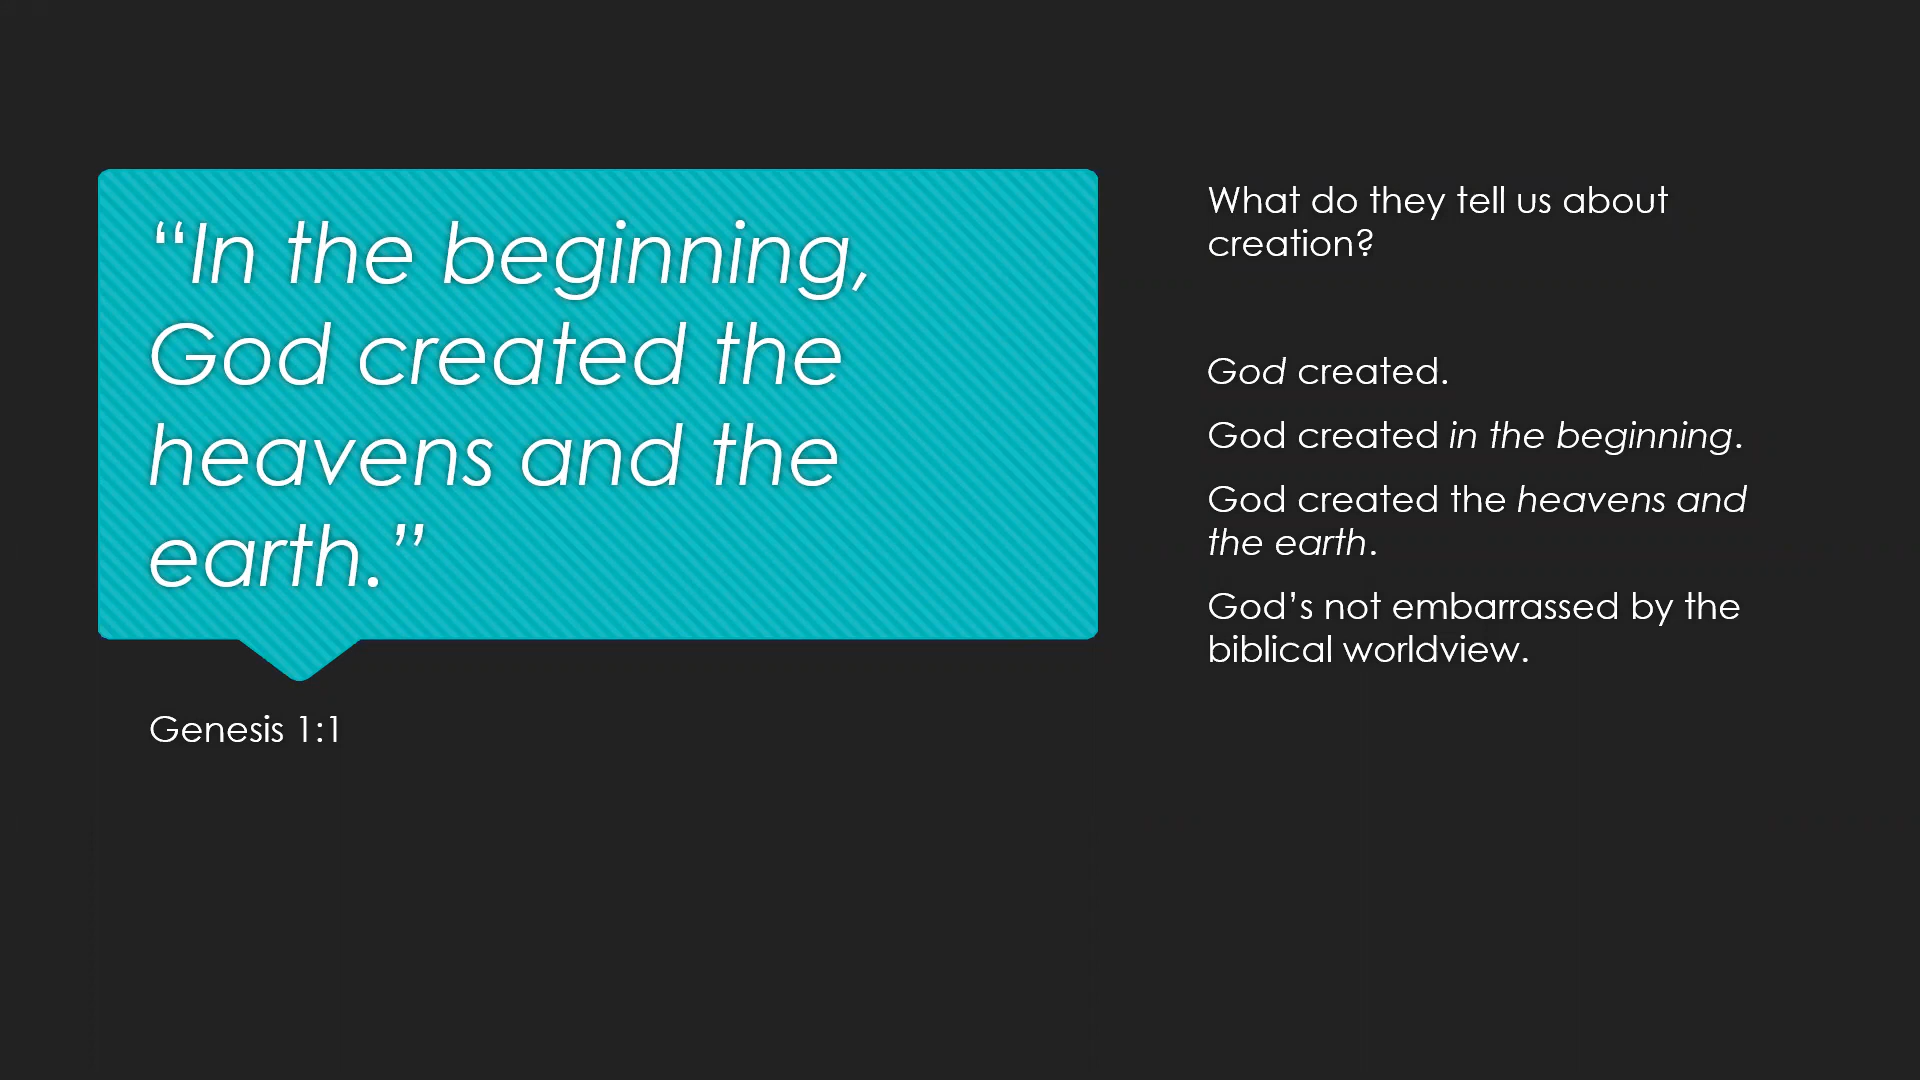 “In the beginning,
God created the
heavens and the
earth.”
Genesis 1:1
What do they tell us about
creation?
God created.
God created in the beginning.
God created the heavens and
the earth.
God’s not embarrassed by the
biblical worldview.